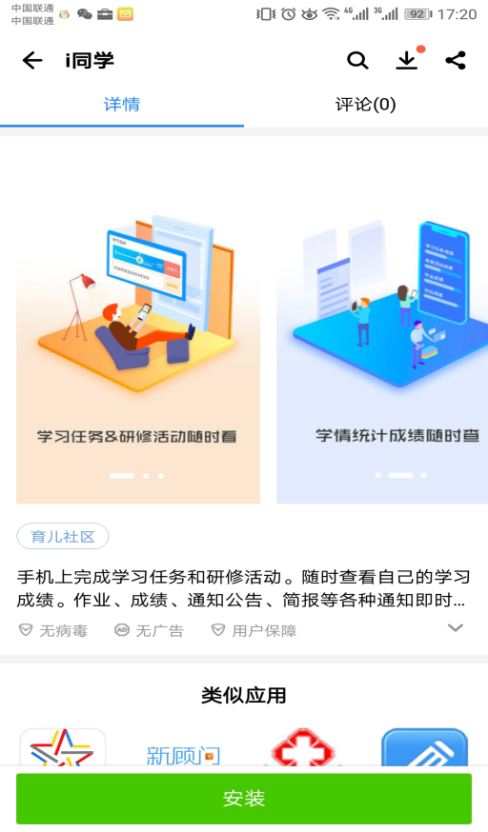 中国联通
中国联通
4G
3G
92
17:20
i同学
详情
评论(0)
学习任务&研修活动随时看
学情统计成绩随时查
育儿社区
手机上完成学习任务和研修活动。随时查看自己的学习
成绩。作业、成绩、通知公告、简报等各种通知即时...
无病毒
AD
无广告
用户保障
类似应用
新顾问
安装